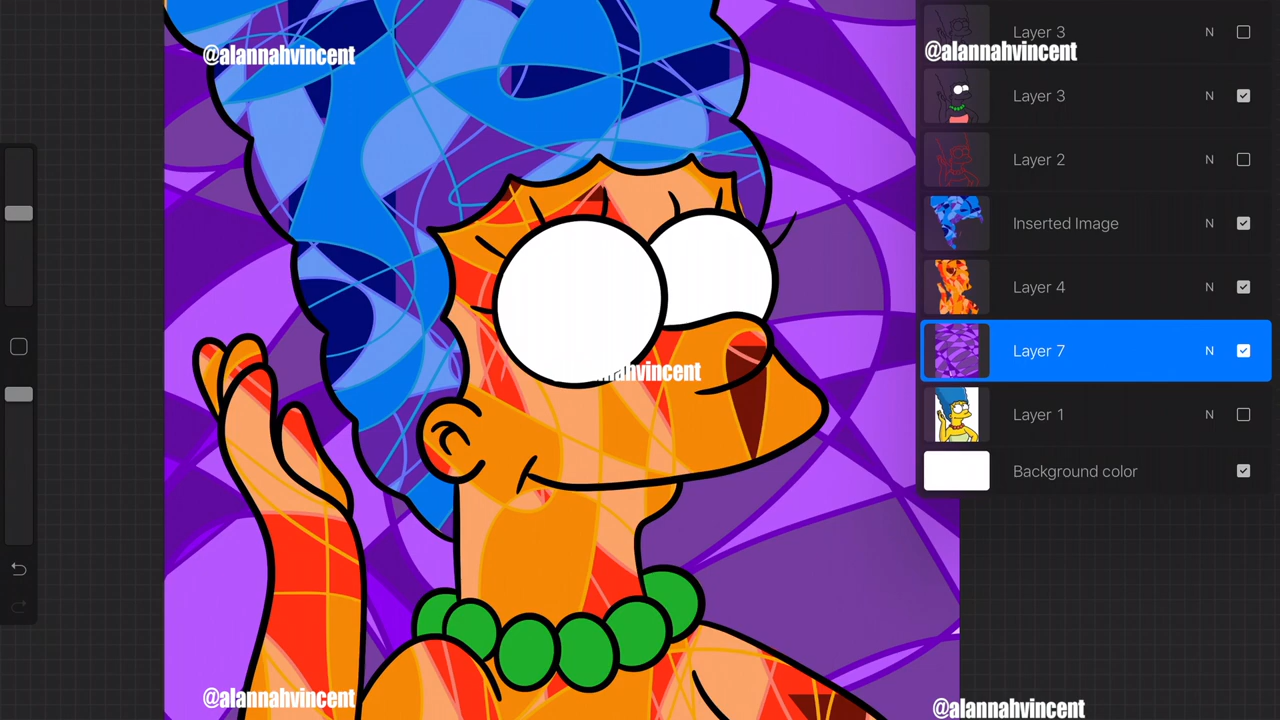 @alannahvincent
Layer 3 N
@alannahvincent
Layer 3 N
Layer 2 N
Inserted Image N
Layer 4 N
Layer 7 N
nahvincent
Layer 1 N
Background color
@alannahvincent
@alannahvincent